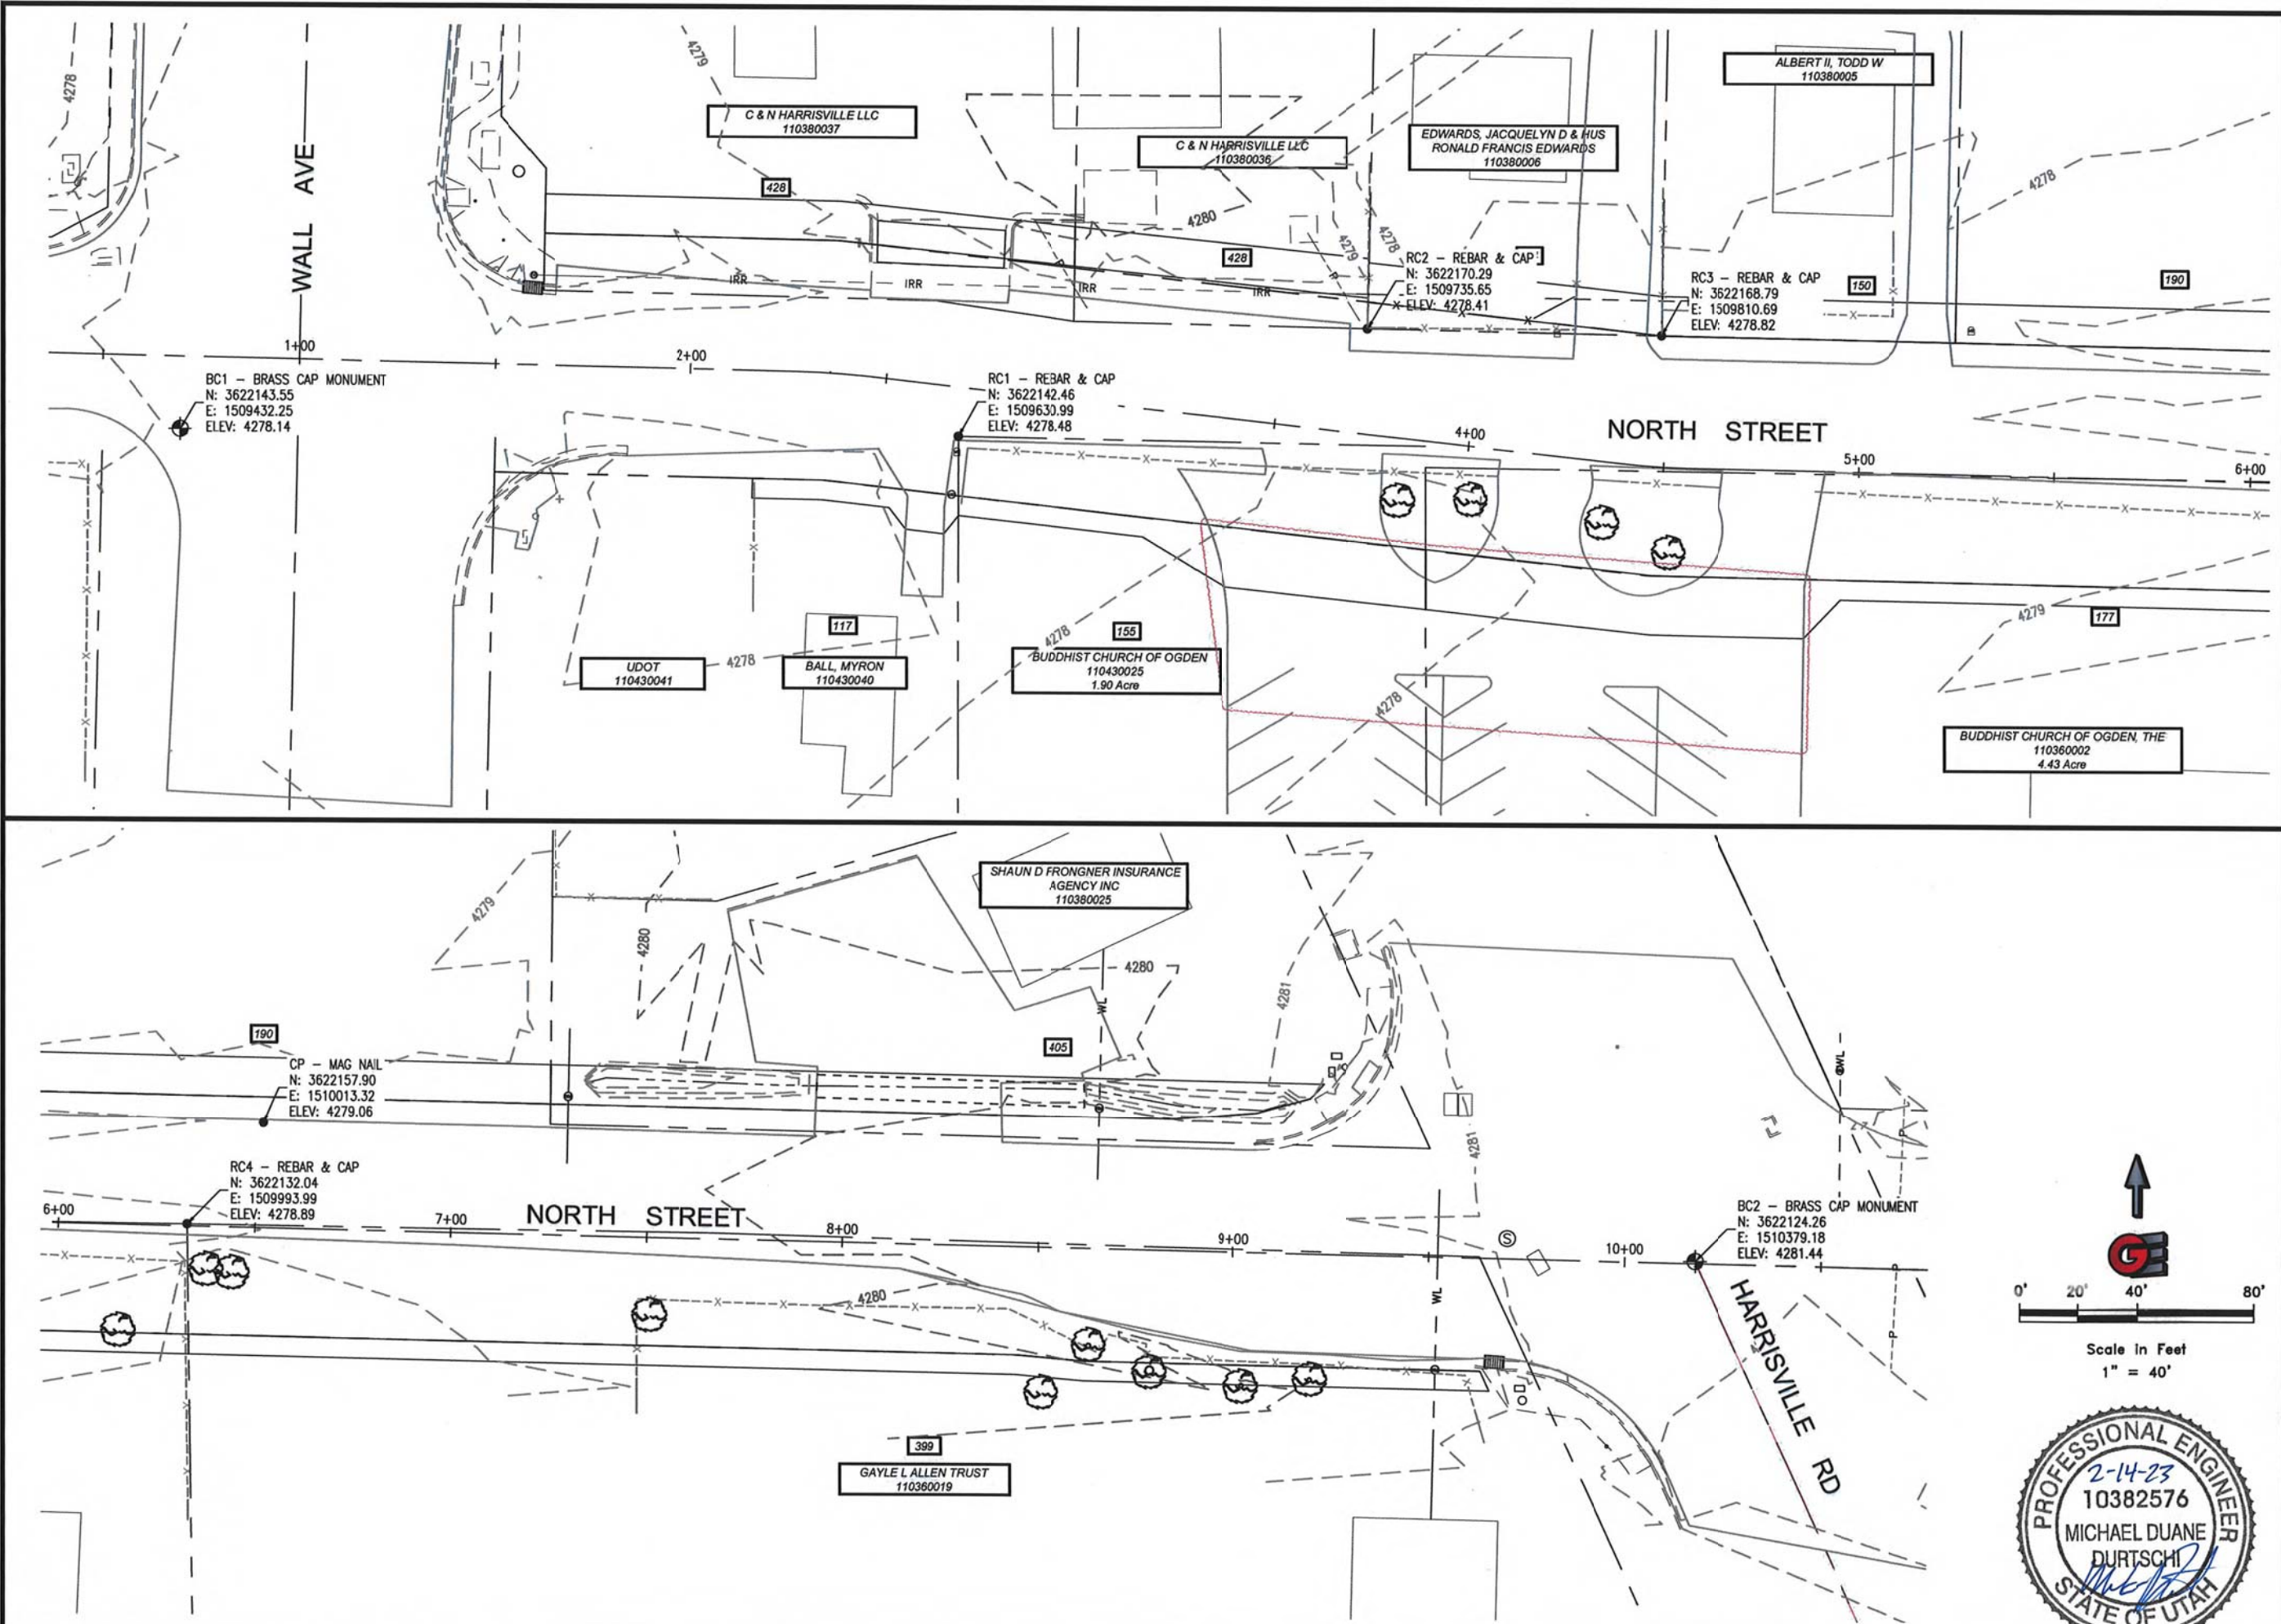 4278
WALL AVE
4279
C & N HARRISVILLE LLC
110380037
428
C & N HARRISVILLE LLC
110380036
4280
428
EDWARDS, JACQUELYN D & HUS
RONALD FRANCIS EDWARDS
110380006
ALBERT II, TODD W
110380005
4278
4279
4278
IRR
IRR
IRR
IRR
RC2 - REBAR & CAP
N: 3622170.29
E: 1509735.65
ELEV: 4278.41
RC3 - REBAR & CAP
N: 3622168.79
E: 1509810.69
ELEV: 4278.82
150
190
1+00
2+00
BC1 - BRASS CAP MONUMENT
N: 3622143.55
E: 1509432.25
ELEV: 4278.14
RC1 - REBAR & CAP
N: 3622142.46
E: 1509630.99
ELEV: 4278.48
4+00
NORTH STREET
5+00
6+00
117
UDOT
110430041
4278
BALL, MYRON
110430040
4278
155
BUDDHIST CHURCH OF OGDEN
110430025
1.90 Acre
4278
4279
177
BUDDHIST CHURCH OF OGDEN, THE
110360002
4.43 Acre
4279
4280
SHAUN D FRONGNER INSURANCE
AGENCY INC
110380025
4280
4281
WL
190
405
CP - MAG NAIL
N: 3622157.90
E: 1510013.32
ELEV: 4279.06
4281
WL
RC4 - REBAR & CAP
N: 3622132.04
E: 1509993.99
ELEV: 4278.89
6+00
7+00
NORTH STREET
8+00
9+00
S
10+00
BC2 - BRASS CAP MONUMENT
N: 3622124.26
E: 1510379.18
ELEV: 4281.44
4280
WL
HARRISVILLE RD
399
GAYLE L ALLEN TRUST
110360019
GE
0' 20' 40' 80'
Scale in Feet
1" = 40'
PROFESSIONAL ENGINEER
2-14-23
10382576
MICHAEL DUANE
DURTSCHI
STATE OF UTAH